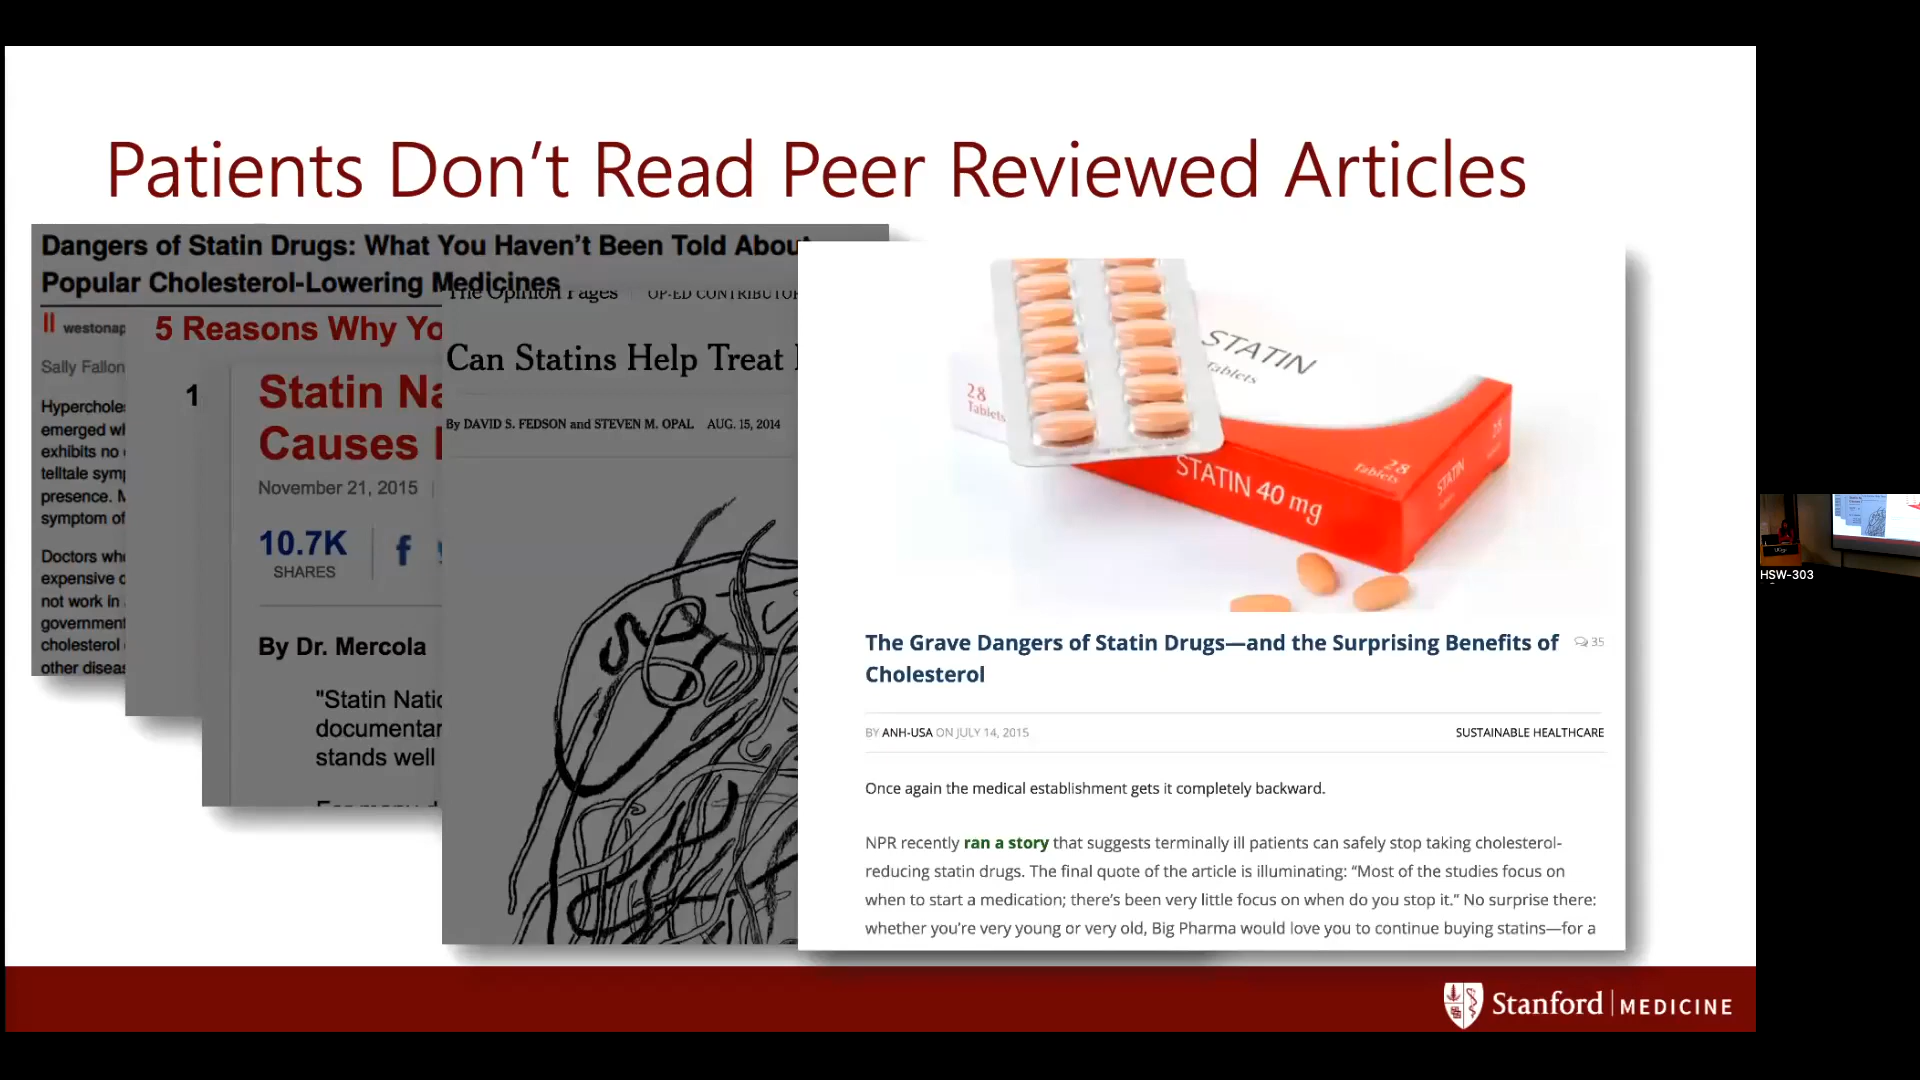 Patients Don't Read Peer Reviewed Articles
Dangers of Statin Drugs: What You Haven't Been Told About
Popular Cholesterol-Lowering Medicines
westonap
Sally Fallon
Hyperchole
emerged wh
exhibits no
telltale symp
presence. M
symptom of
Doctors who
expensive
not work in
government
cholesterol
other diseas
5 Reasons Why Yo
1
Statin Na
Causes
November 21, 2015
10.7K
SHARES
f
By Dr. Mercola
"Statin Natio
documentar
stands well
The Opinion Pages OP-ED CONTRIBUTOR
Can Statins Help Treat
By DAVID S. FEDSON and STEVEN M. OPAL AUG. 15, 2014
STATIN
Tablets
28
Tablets
STATIN 40 mg
28
Tablets
STATIN
28
The Grave Dangers of Statin Drugs—and the Surprising Benefits of
Cholesterol
35
BY ANH-USA ON JULY 14, 2015 SUSTAINABLE HEALTHCARE
Once again the medical establishment gets it completely backward.
NPR recently ran a story that suggests terminally ill patients can safely stop taking cholesterol-
reducing statin drugs. The final quote of the article is illuminating: “Most of the studies focus on
when to start a medication; there’s been very little focus on when do you stop it.” No surprise there:
whether you’re very young or very old, Big Pharma would love you to continue buying statins—for a
Stanford MEDICINE
HSW-303